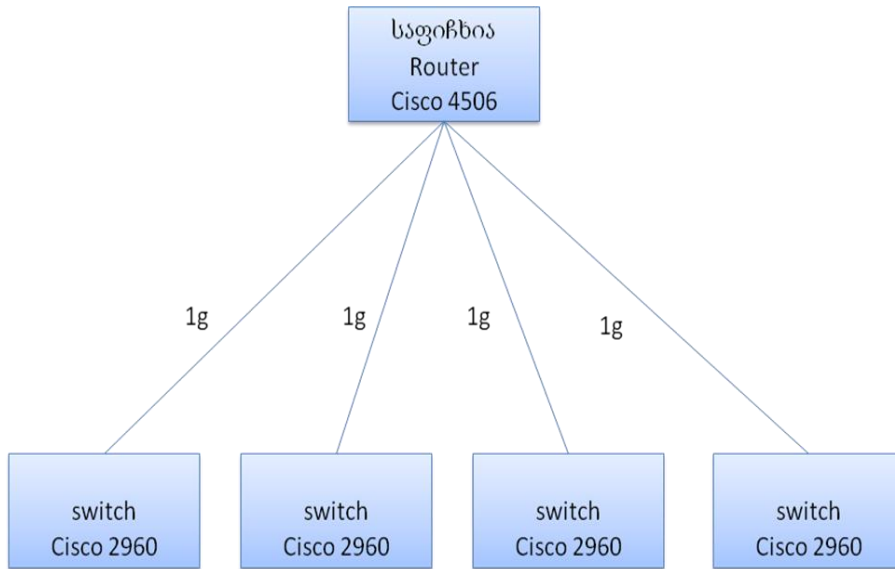 საფიჩხია
Router
Cisco 4506
1g
1g
1g
1g
switch
Cisco 2960
switch
Cisco 2960
switch
Cisco 2960
switch
Cisco 2960